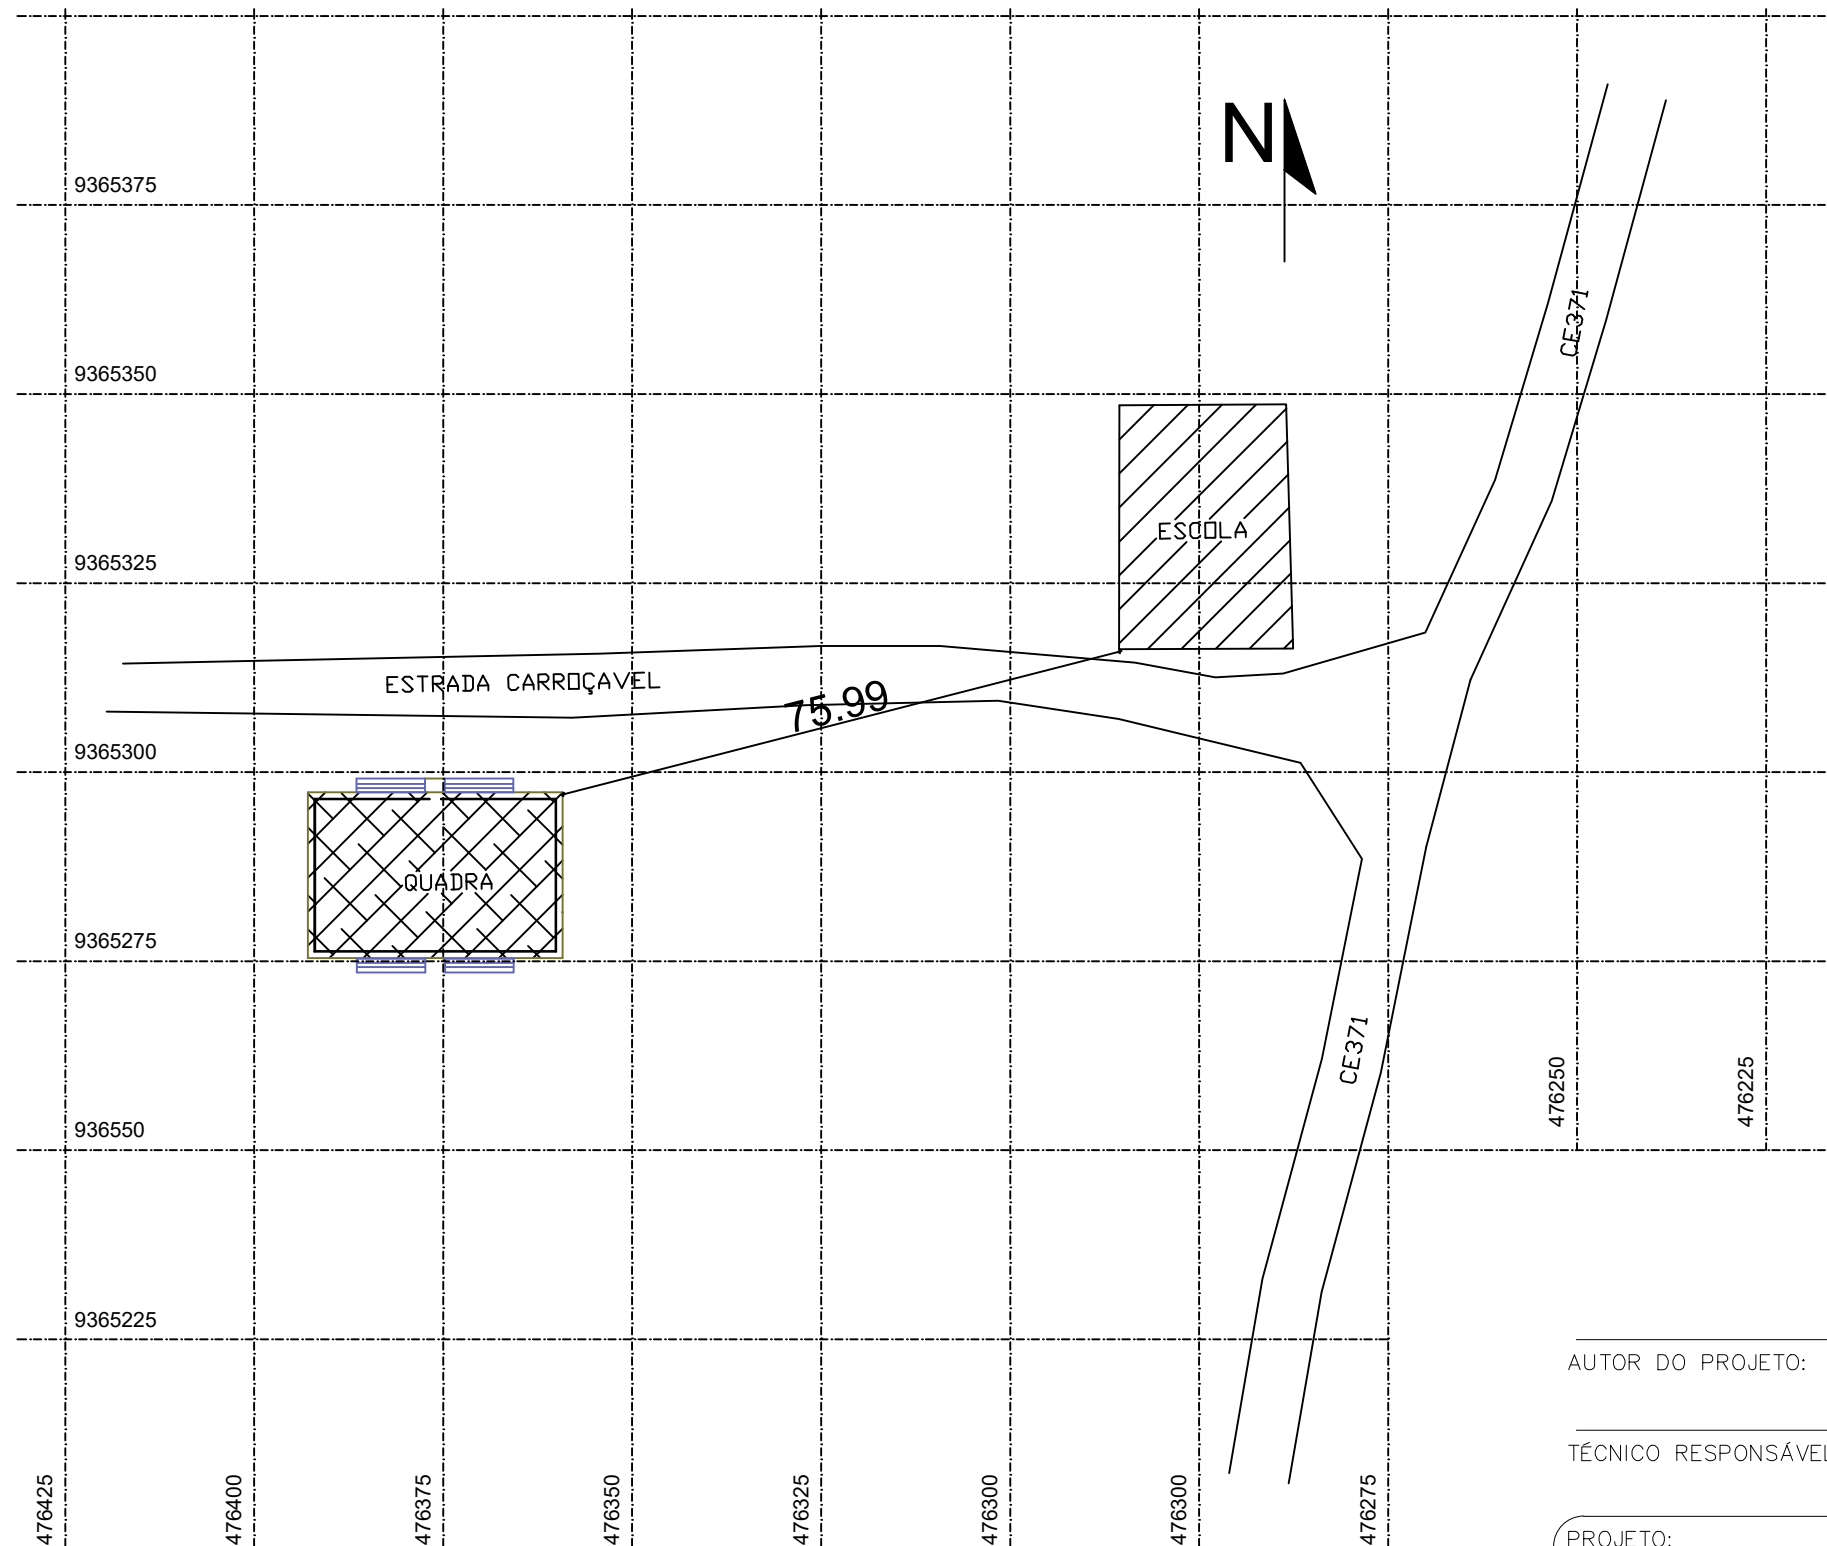 N
9365375
CE371
9365350
ESCOLA
9365325
ESTRADA CARROÇAVEL
75.99
9365300
QUADRA
9365275
CE371
476250
476225
936550
9365225
AUTOR DO PROJETO:
TÉCNICO RESPONSÁVEL
476425
476400
476375
476350
476325
476300
476300
476275
PROJETO: